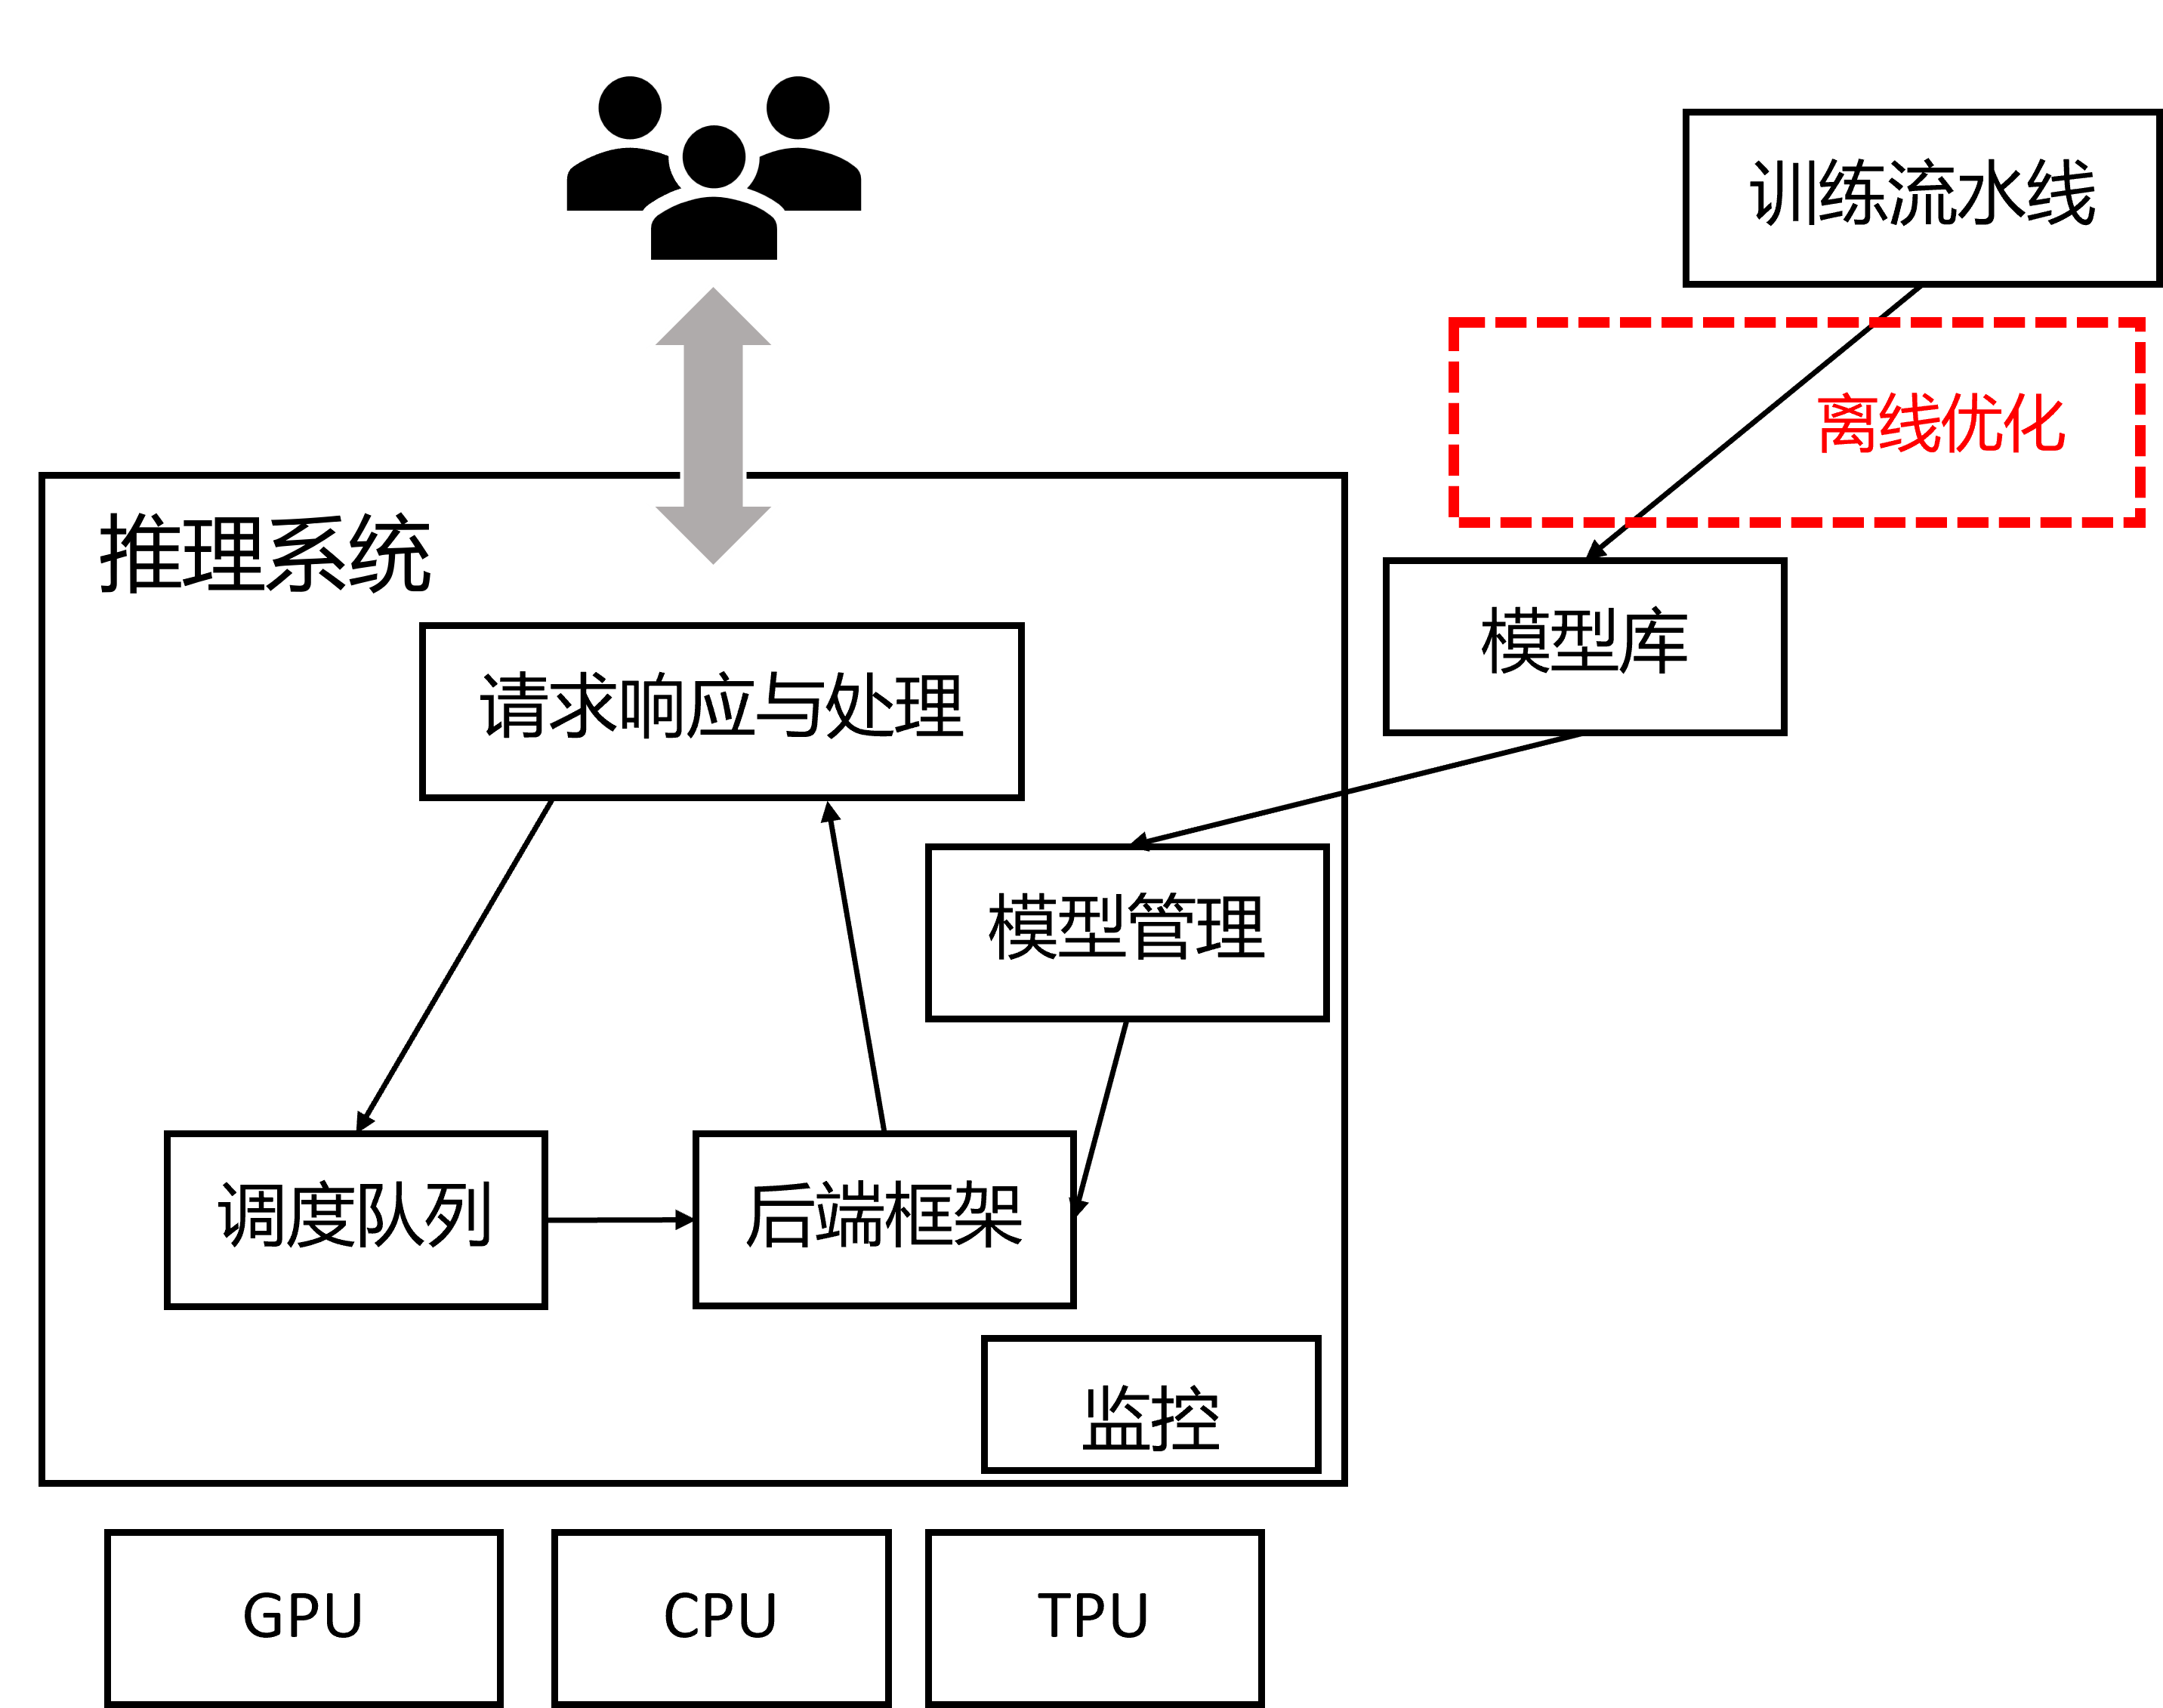 训练流水线
离线优化
推理系统
模型库
请求响应与处理
模型管理
调度队列
后端框架
监控
GPU
CPU
TPU